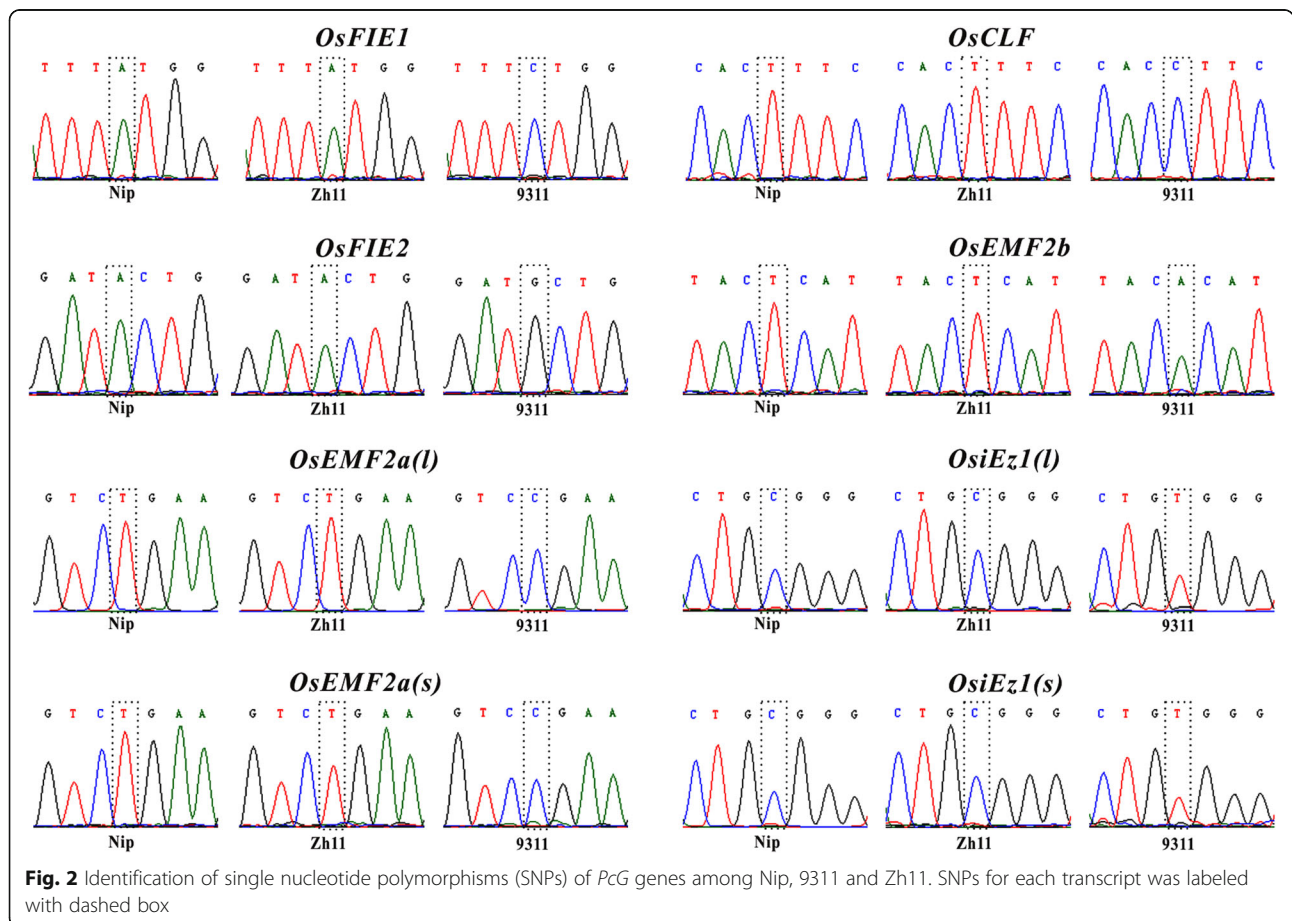 OsFIE1
T T T A T G G
T T T A T G G
T T T C T G G
Nip
Zh11
9311
OsCLF
C A C T T T C
C A C T T T C
C A C C T T C
Nip
Zh11
9311
OsFIE2
G A T A C T G
G A T A C T G
G A T G C T G
Nip
Zh11
9311
OsEMF2b
T A C T C A T
T A C T C A T
T A C A C A T
Nip
Zh11
9311
OsEMF2a(l)
G T C T G A A
G T C T G A A
G T C C G A A
Nip
Zh11
9311
OsiEz1(l)
C T G C G G G
C T G C G G G
C T G T G G G
Nip
Zh11
9311
OsEMF2a(s)
G T C T G A A
G T C T G A A
G T C C G A A
Nip
Zh11
9311
OsiEz1(s)
C T G C G G G
C T G C G G G
C T G T G G G
Nip
Zh11
9311
Fig. 2 Identification of single nucleotide polymorphisms (SNPs) of PcG genes among Nip, 9311 and Zh11. SNPs for each transcript was labeled
with dashed box